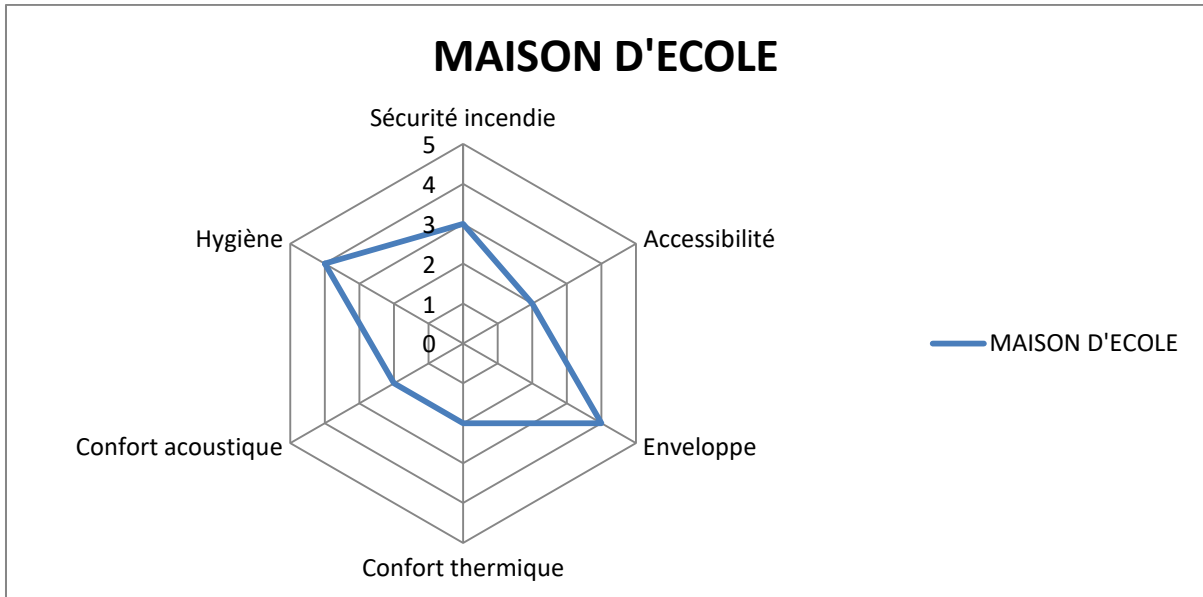 MAISON D'ECOLE
Sécurité incendie
5
4
3
2
1
0
Accessibilité
Enveloppe
Confort thermique
Confort acoustique
Hygiène
MAISON D'ECOLE